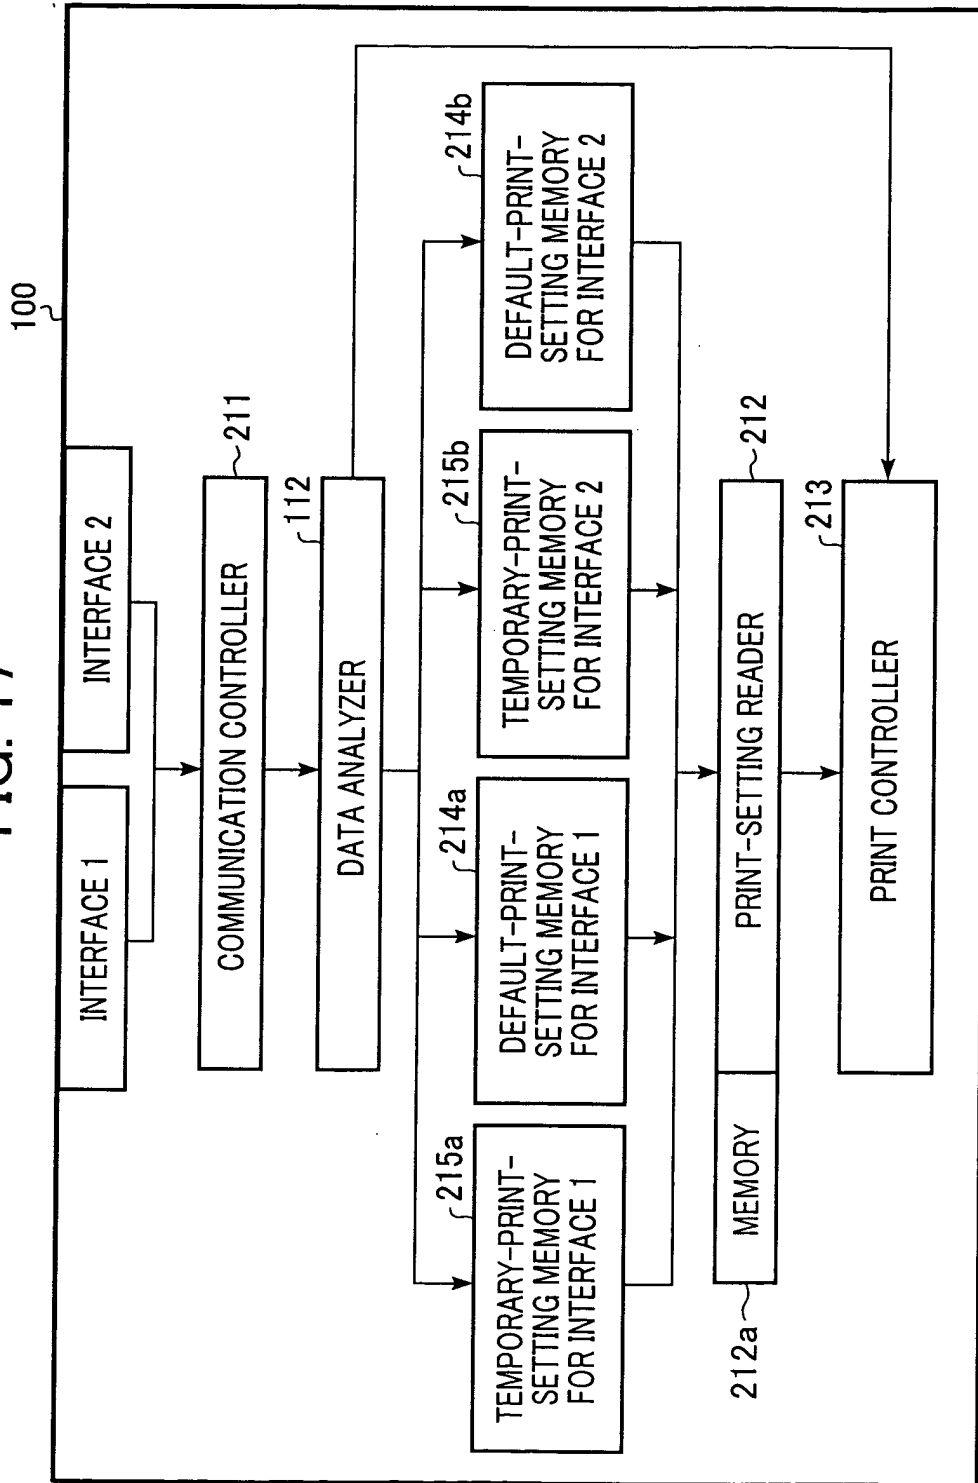 100
INTERFACE 1
INTERFACE 2
COMMUNICATION CONTROLLER
211
112
DATA ANALYZER
215a
TEMPORARY-PRINT-
SETTING MEMORY
FOR INTERFACE 1
214a
DEFAULT-PRINT-
SETTING MEMORY
FOR INTERFACE 1
215b
TEMPORARY-PRINT-
SETTING MEMORY
FOR INTERFACE 2
214b
DEFAULT-PRINT-
SETTING MEMORY
FOR INTERFACE 2
212a
MEMORY
PRINT-SETTING READER
212
213
PRINT CONTROLLER